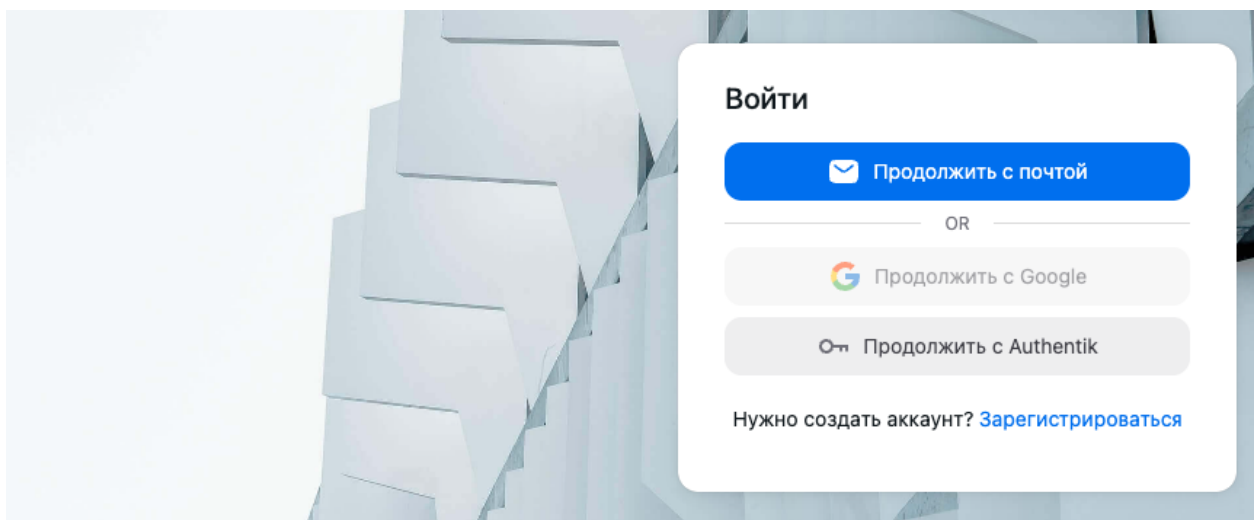 Войти
Продолжить с почтой
OR
Продолжить с Google
Продолжить с Authentik
Нужно создать аккаунт? Зарегистрироваться